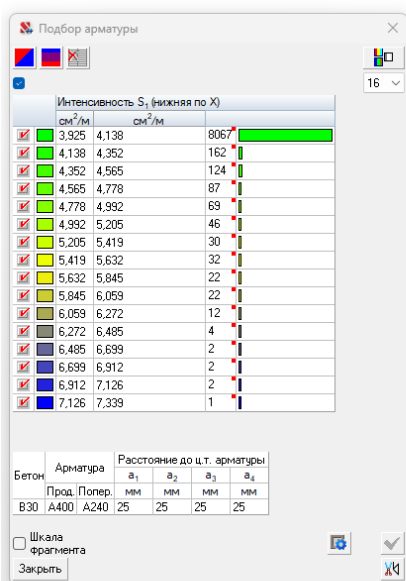 Подбор арматуры
16
Интенсивность S1 (нижняя по X)
см2/м см2/м
3,925 4,138 8067
4,138 4,352 162
4,352 4,565 124
4,565 4,778 87
4,778 4,992 69
4,992 5,205 46
5,205 5,419 30
5,419 5,632 32
5,632 5,845 22
5,845 6,059 22
6,059 6,272 12
6,272 6,485 4
6,485 6,699 2
6,699 6,912 2
6,912 7,126 2
7,126 7,339 1
Бетон Арматура Расстояние до ц.т. арматуры
a1 a2 a3 a4
Прод. Попер. мм мм мм мм
B30 A400 A240 25 25 25 25
Шкала
фрагмента
Закрыть